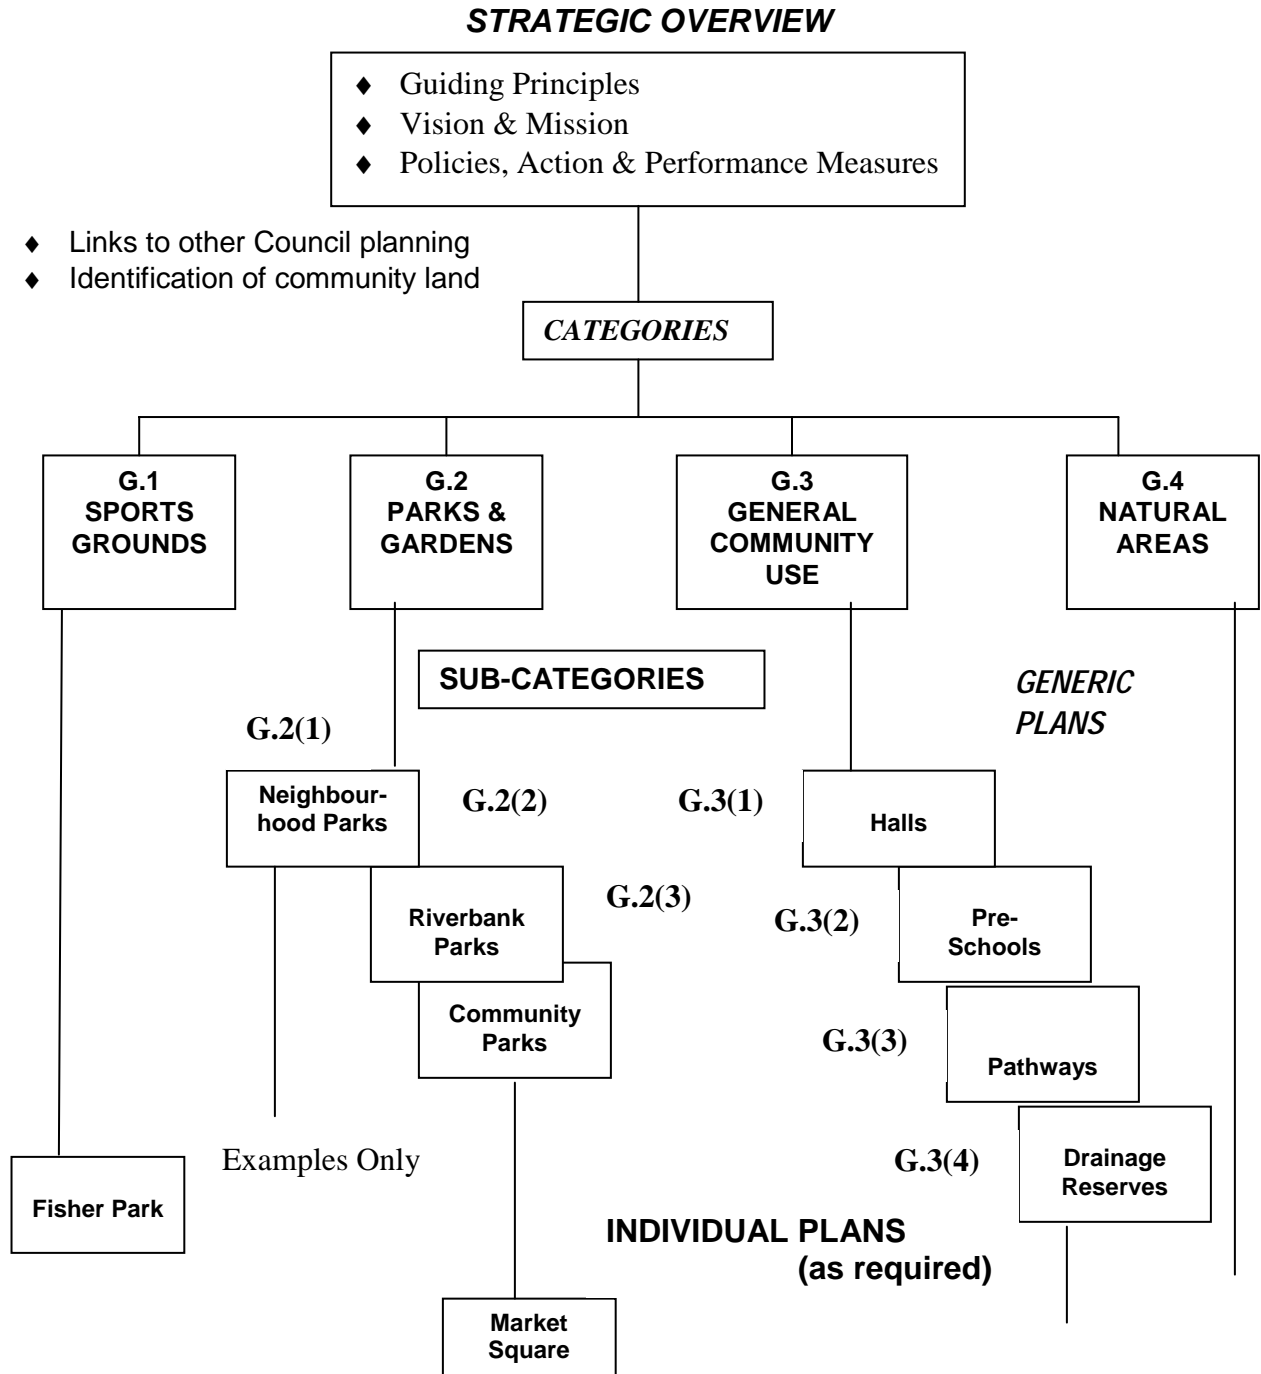 STRATEGIC OVERVIEW
♦ Guiding Principles
♦ Vision & Mission
♦ Policies, Action & Performance Measures
♦ Links to other Council planning
♦ Identification of community land
CATEGORIES
G.1
SPORTS
GROUNDS
G.2
PARKS &
GARDENS
G.3
GENERAL
COMMUNITY
USE
G.4
NATURAL
AREAS
SUB-CATEGORIES
GENERIC
PLANS
G.2(1)
Neighbour-
hood Parks
G.2(2)
Riverbank
Parks
G.2(3)
Community
Parks
G.3(1)
Halls
G.3(2)
Pre-
Schools
G.3(3)
Pathways
G.3(4)
Drainage
Reserves
Fisher Park
Examples Only
INDIVIDUAL PLANS
(as required)
Market
Square